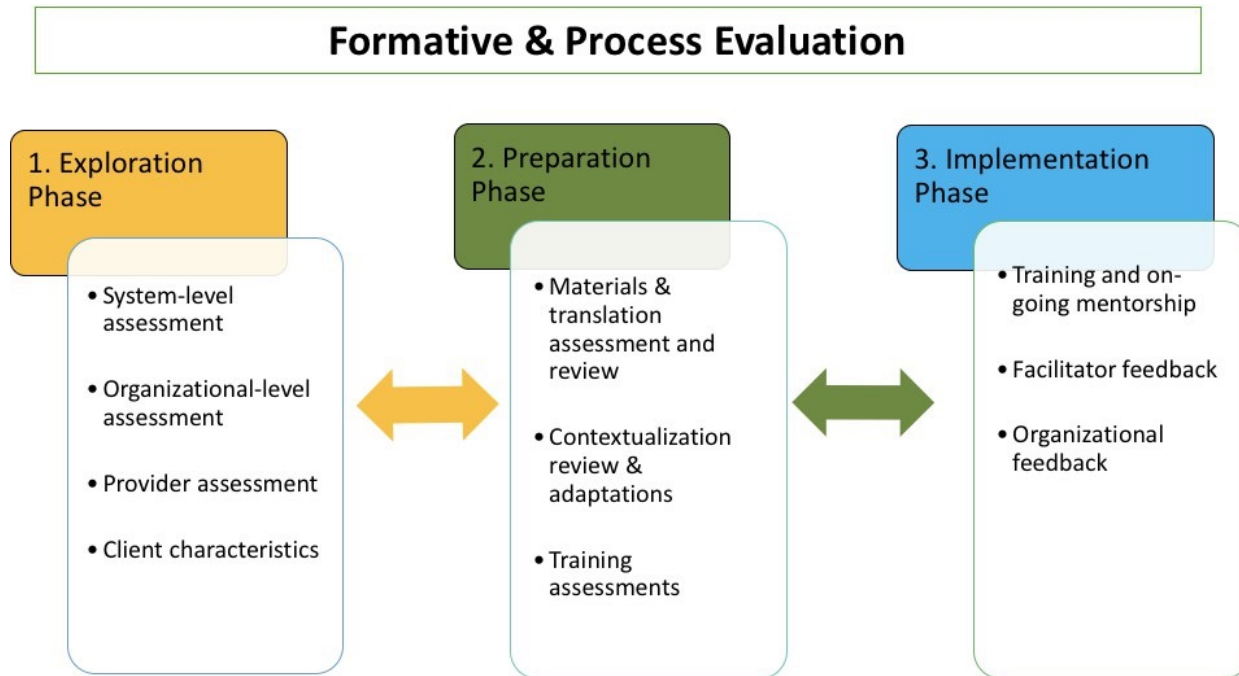 Formative & Process Evaluation
1. Exploration
Phase
• System-level
assessment
• Organizational-level
assessment
• Provider assessment
• Client characteristics
2. Preparation
Phase
• Materials &
translation
assessment and
review
• Contextualization
review &
adaptations
• Training
assessments
3. Implementation
Phase
• Training and on-
going mentorship
• Facilitator feedback
• Organizational
feedback